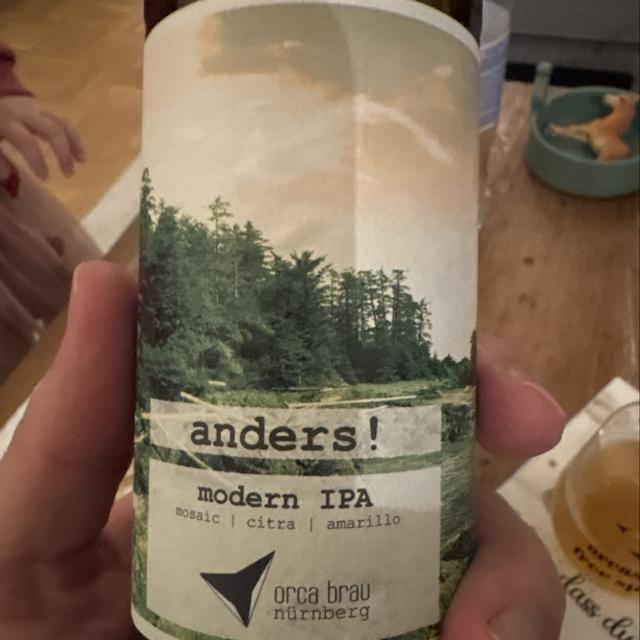 anders!
modern IPA
mosaic | citra | amarillo
orca brau
nürnberg